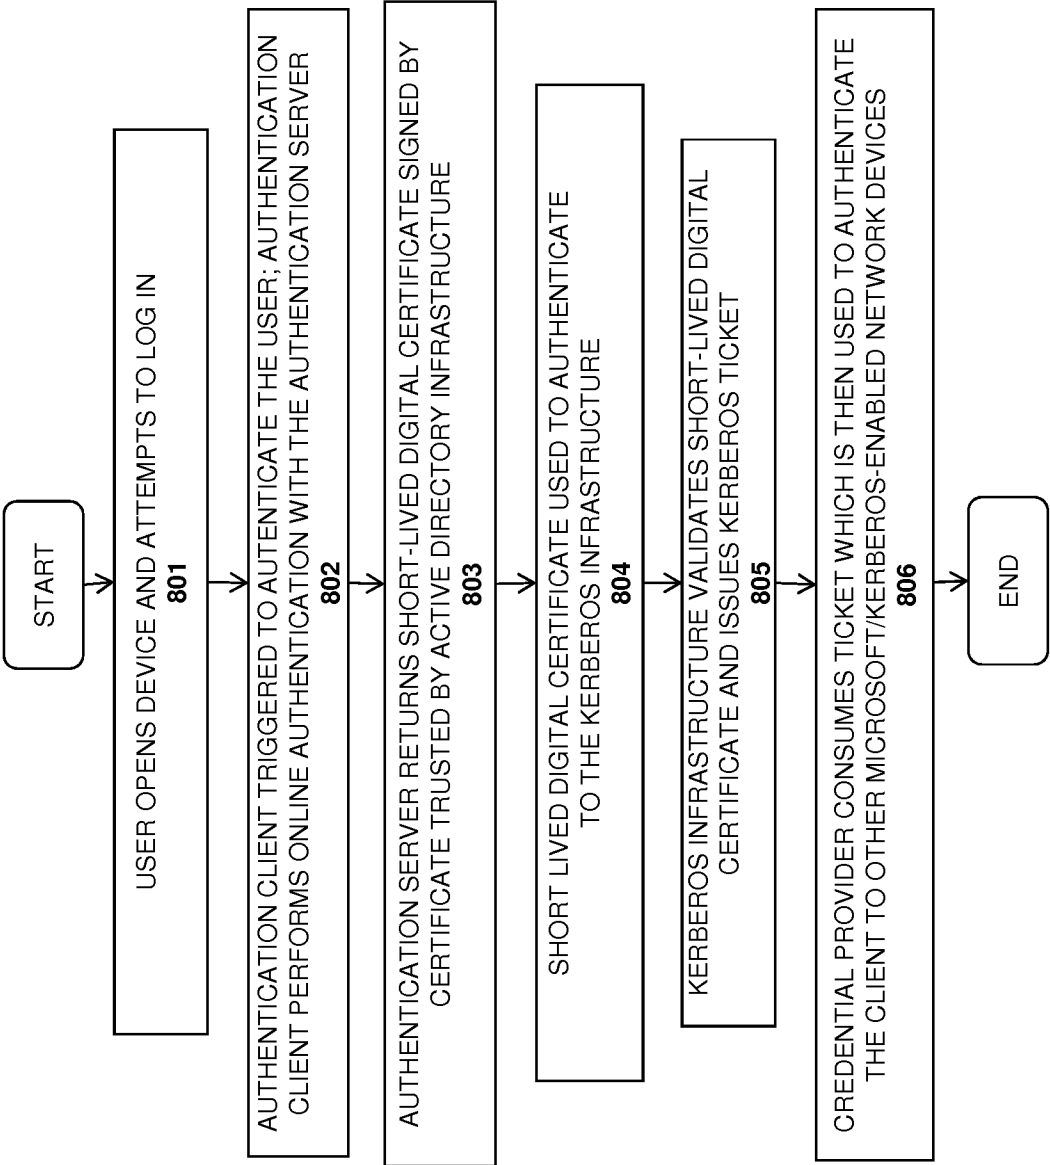 START
USER OPENS DEVICE AND ATTEMPTS TO LOG IN
801
AUTHENTICATION CLIENT TRIGGERED TO AUTENTICATE THE USER; AUTHENTICATION
CLIENT PERFORMS ONLINE AUTHENTICATION WITH THE AUTHENTICATION SERVER
802
AUTHENTICATION SERVER RETURNS SHORT-LIVED DIGITAL CERTIFICATE SIGNED BY
CERTIFICATE TRUSTED BY ACTIVE DIRECTORY INFRASTRUCTURE
803
SHORT LIVED DIGITAL CERTIFICATE USED TO AUTHENTICATE
TO THE KERBEROS INFRASTRUCTURE
804
KERBEROS INFRASTRUCTURE VALIDATES SHORT-LIVED DIGITAL
CERTIFICATE AND ISSUES KERBEROS TICKET
805
CREDENTIAL PROVIDER CONSUMES TICKET WHICH IS THEN USED TO AUTHENTICATE
THE CLIENT TO OTHER MICROSOFT/KERBEROS-ENABLED NETWORK DEVICES
806
END